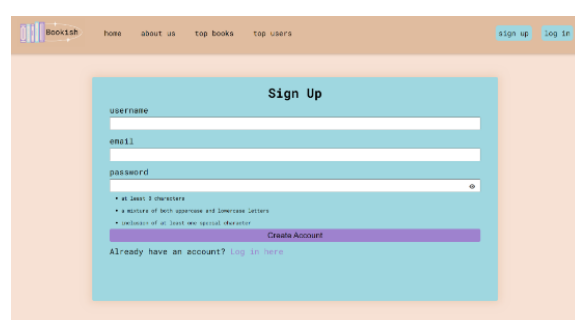 Bookish home about us top books top users sign up log in
Sign Up
username
email
password
at least 8 characters
a mixture of both uppercase and lowercase letters
inclusion of at least one special character
Create Account
Already have an account? Log in here